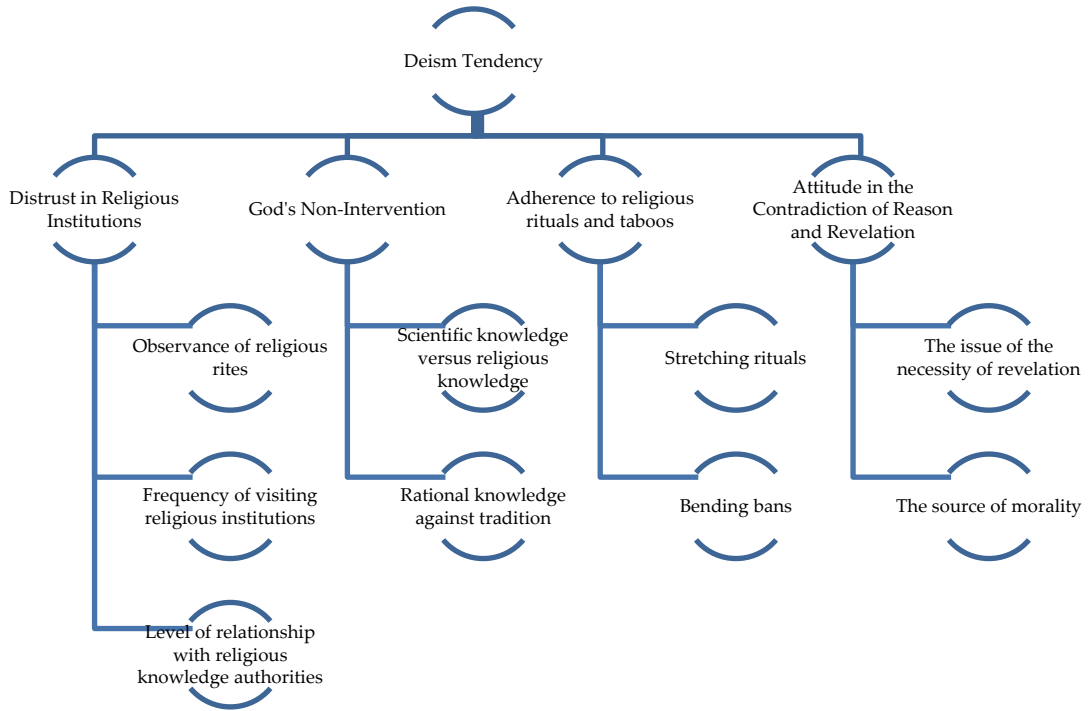 Deism Tendency
Distrust in Religious
Institutions
God's Non-Intervention
Adherence to religious
rituals and taboos
Attitude in the
Contradiction of Reason
and Revelation
Observance of religious
rites
Frequency of visiting
religious institutions
Level of relationship
with religious
knowledge authorities
Scientific knowledge
versus religious
knowledge
Rational knowledge
against tradition
Stretching rituals
Bending bans
The issue of the
necessity of revelation
The source of morality